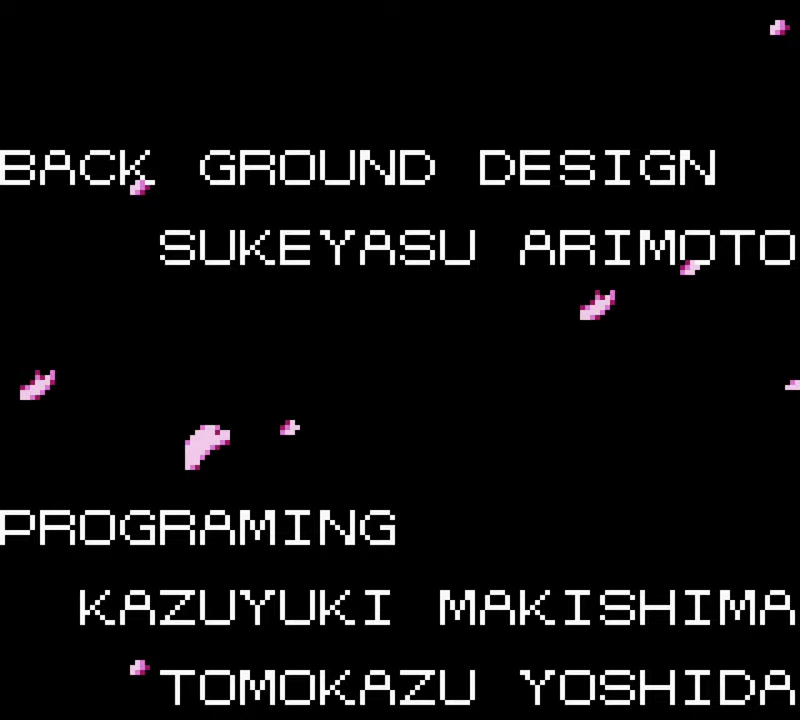 BACK GROUND DESIGN
SUKEYASU ARIMOTO
PROGRAMING
KAZUYUKI MAKISHIMA
TOMOKAZU YOSHIDA